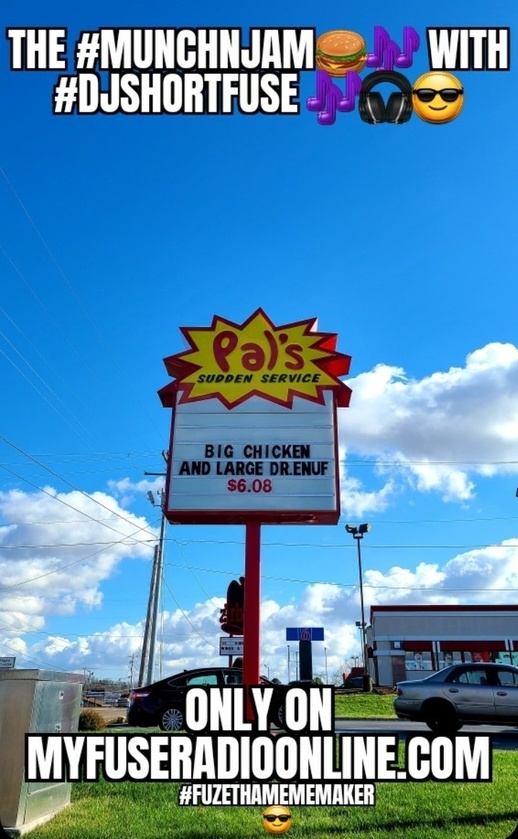 THE #MUNCHNJAM🍔🎶 WITH
#DJSHORTFUSE 🎶🎧😎
Pal's
SUDDEN SERVICE
BIG CHICKEN
AND LARGE DR.ENUF
$6.08
ONLY ON
MYFUSERADIOONLINE.COM
#FUZETHAMEMEMAKER
😎